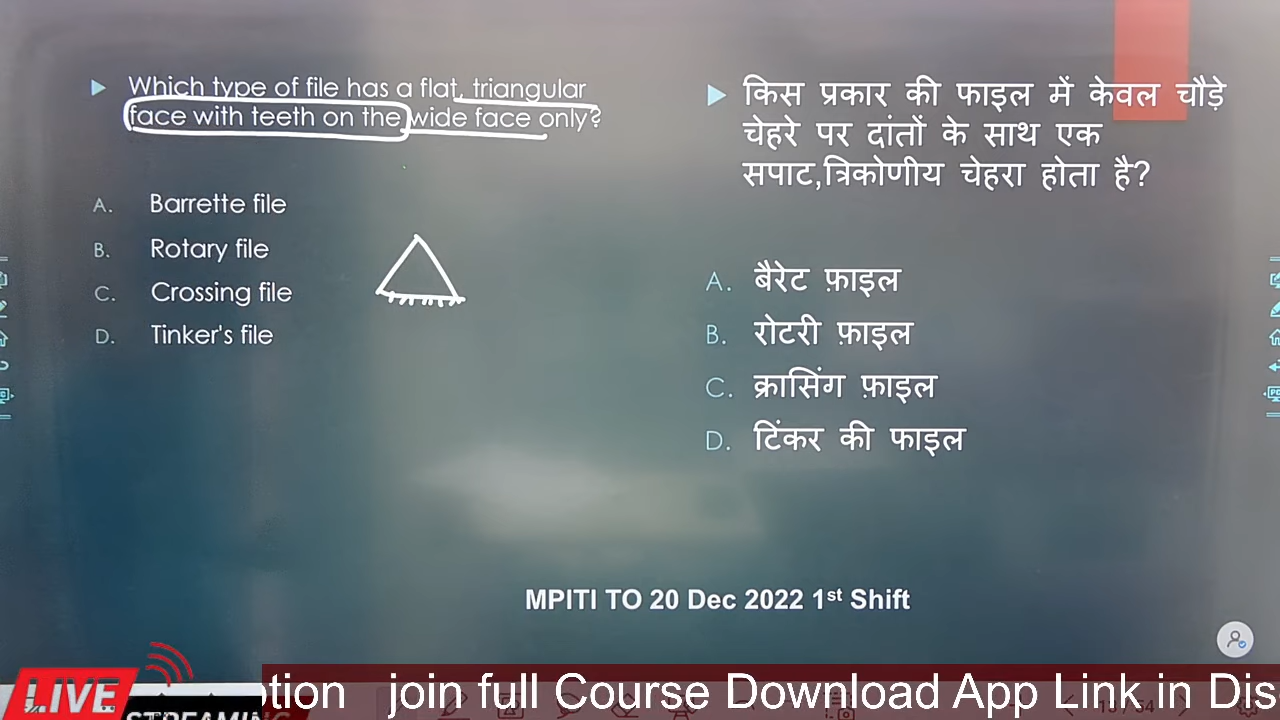 Which type of file has a flat, triangular
face with teeth on the wide face only?
A. Barrette file
B. Rotary file
C. Crossing file
D. Tinker's file
किस प्रकार की फाइल में केवल चौड़े
चेहरे पर दांतों के साथ एक
सपाट,त्रिकोणीय चेहरा होता है?
A. बैरेट फ़ाइल
B. रोटरी फ़ाइल
C. क्रासिंग फ़ाइल
D. टिंकर की फाइल
MPITI TO 20 Dec 2022 1st Shift
LIVE
STREAMING
tion join full Course Download App Link in Dis